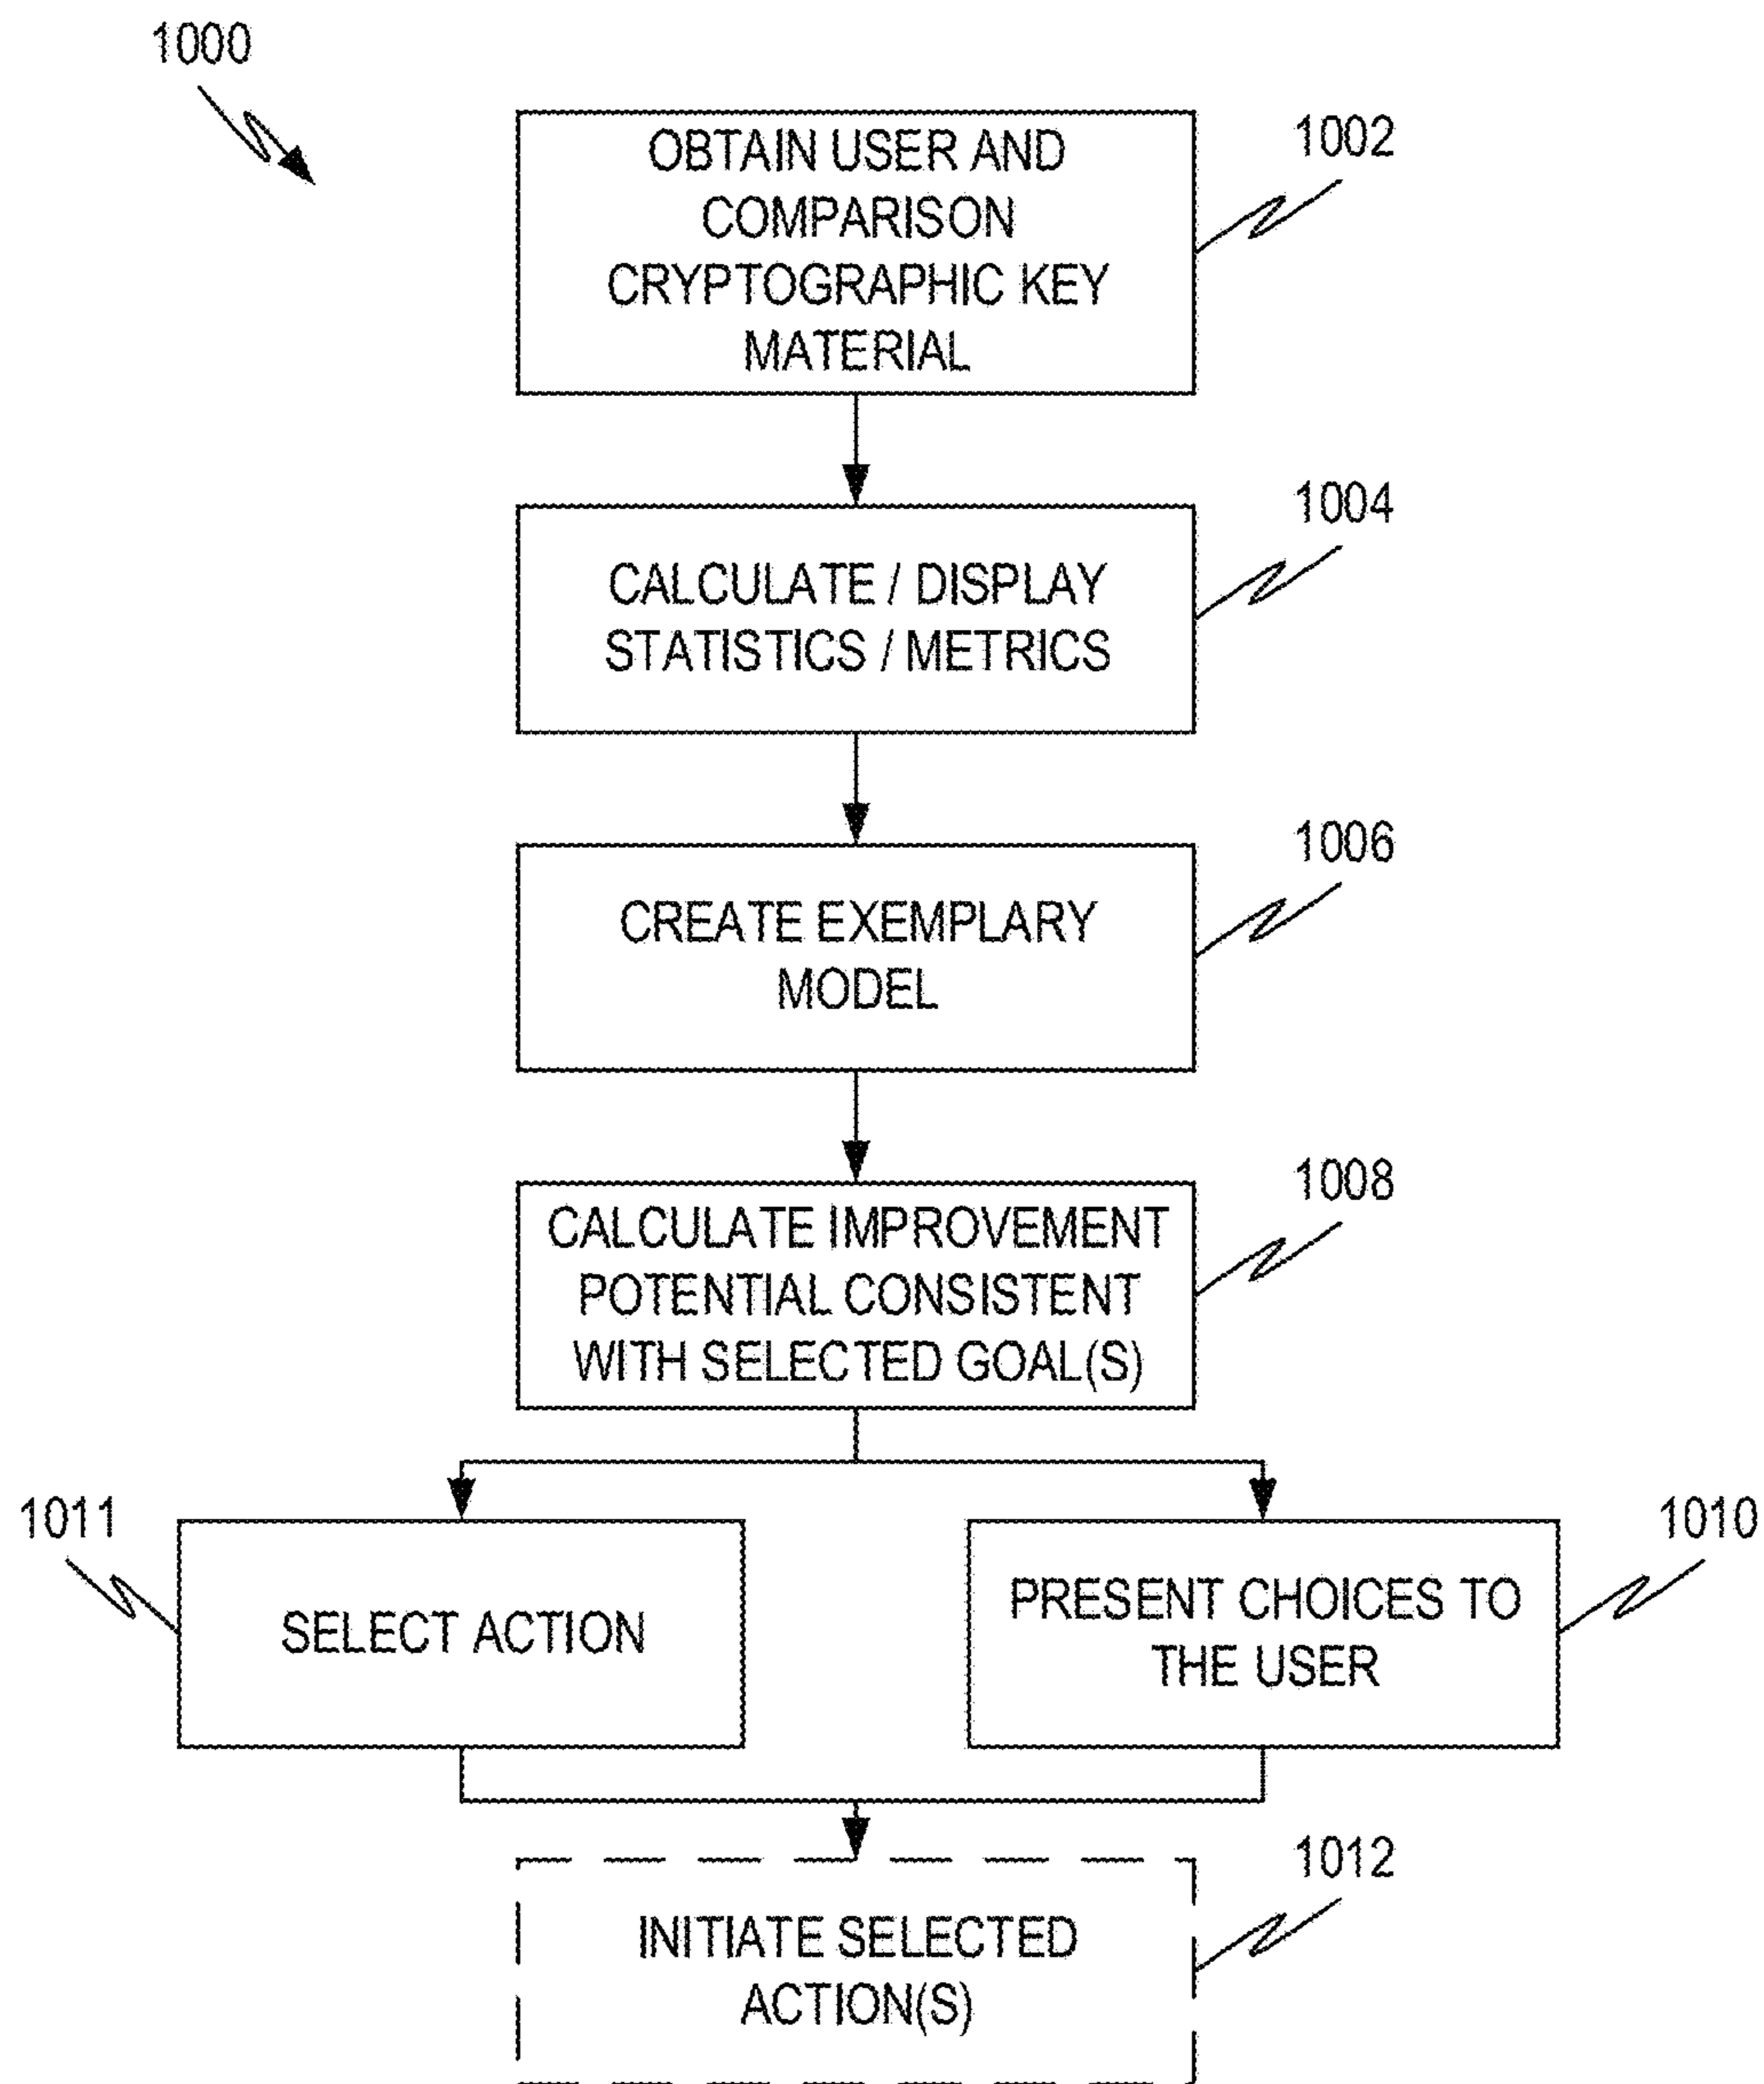 1000
OBTAIN USER AND
COMPARISON
CRYPTOGRAPHIC KEY
MATERIAL
1002
CALCULATE / DISPLAY
STATISTICS / METRICS
1004
CREATE EXEMPLARY
MODEL
1006
CALCULATE IMPROVEMENT
POTENTIAL CONSISTENT
WITH SELECTED GOAL(S)
1008
1011
SELECT ACTION
PRESENT CHOICES TO
THE USER
1010
INITIATE SELECTED
ACTION(S)
1012